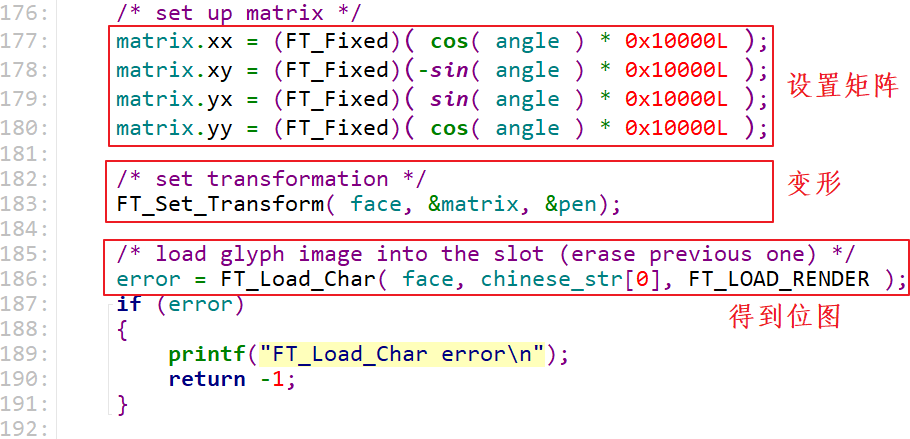 176: /* set up matrix */
177: matrix.xx = (FT_Fixed)( cos( angle ) * 0x10000L );
178: matrix.xy = (FT_Fixed)(-sin( angle ) * 0x10000L );
设置矩阵
179: matrix.yx = (FT_Fixed)( sin( angle ) * 0x10000L );
180: matrix.yy = (FT_Fixed)( cos( angle ) * 0x10000L );
181:
182: /* set transformation */
变形
183: FT_Set_Transform( face, &matrix, &pen);
184:
185: /* load glyph image into the slot (erase previous one) */
186: error = FT_Load_Char( face, chinese_str[0], FT_LOAD_RENDER );
187: if (error)
得到位图
188: {
189: printf("FT_Load_Char error\n");
190: return -1;
191: }
192: